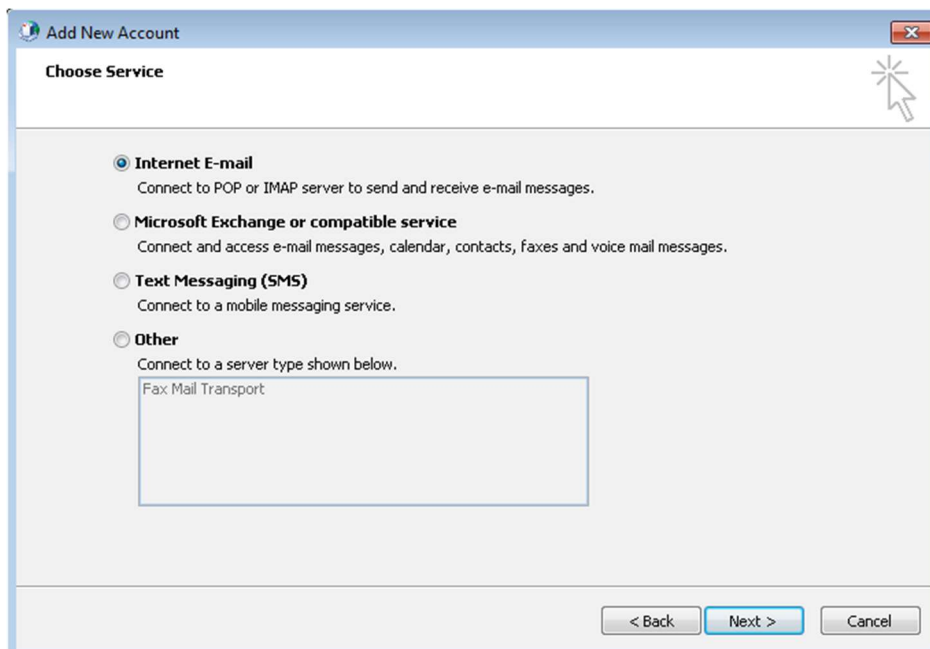 Add New Account
Choose Service
Internet E-mail
Connect to POP or IMAP server to send and receive e-mail messages.
Microsoft Exchange or compatible service
Connect and access e-mail messages, calendar, contacts, faxes and voice mail messages.
Text Messaging (SMS)
Connect to a mobile messaging service.
Other
Connect to a server type shown below.
Fax Mail Transport
< Back Next > Cancel